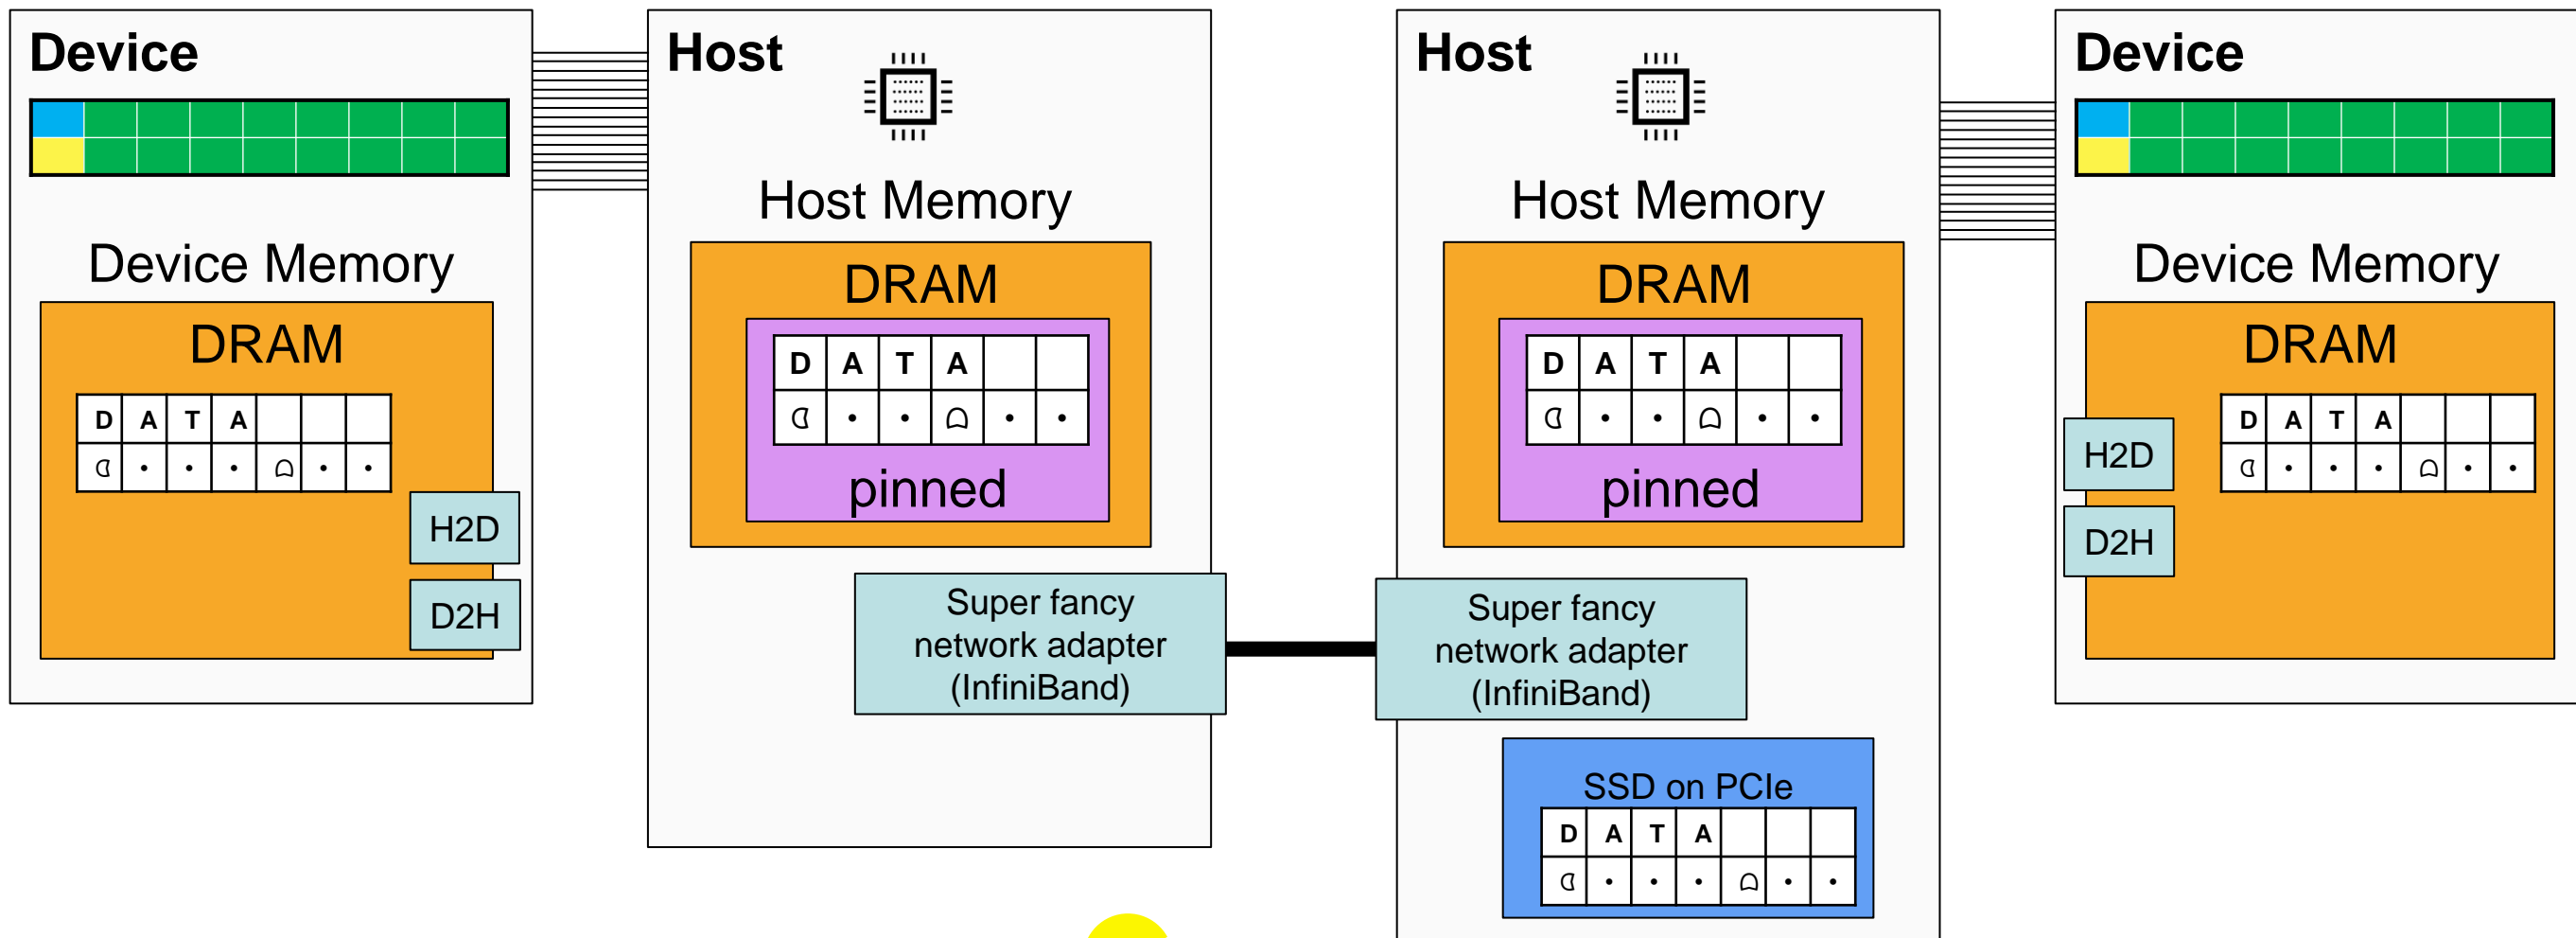 Device
Device Memory
DRAM
D A T A
H2D
D2H
Host
Host Memory
DRAM
D A T A
pinned
Super fancy
network adapter
(InfiniBand)
Host
Host Memory
DRAM
D A T A
pinned
Super fancy
network adapter
(InfiniBand)
SSD on PCIe
D A T A
Device
Device Memory
DRAM
D A T A
H2D
D2H